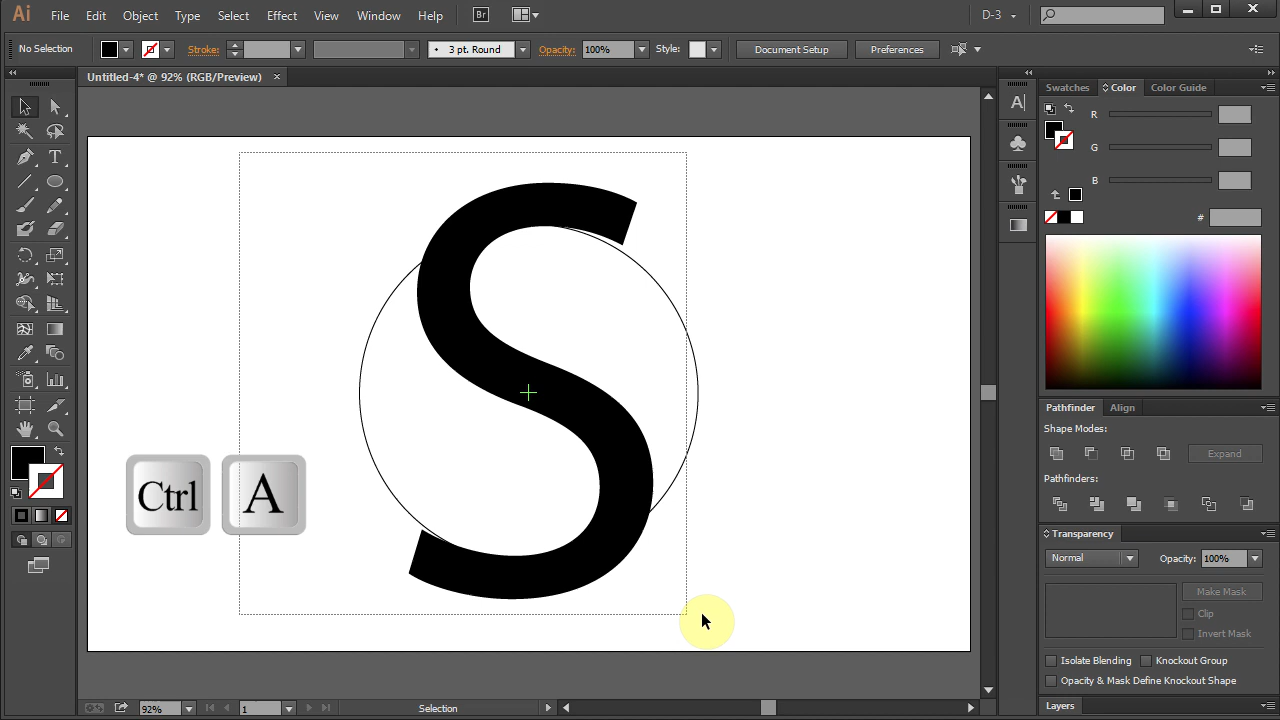 Ai File Edit Object Type Select Effect View Window Help Br D-3
No Selection Stroke: 3 pt. Round Opacity: 100% Style: Document Setup Preferences
Untitled-4* @ 92% (RGB/Preview)
Swatches Color Color Guide
R
G
B
#
S
Ctrl A
Pathfinder Align
Shape Modes:
Expand
Pathfinders:
Transparency
Normal Opacity: 100%
Make Mask
Clip
Invert Mask
Isolate Blending Knockout Group
Opacity & Mask Define Knockout Shape
Layers
92% 1 Selection